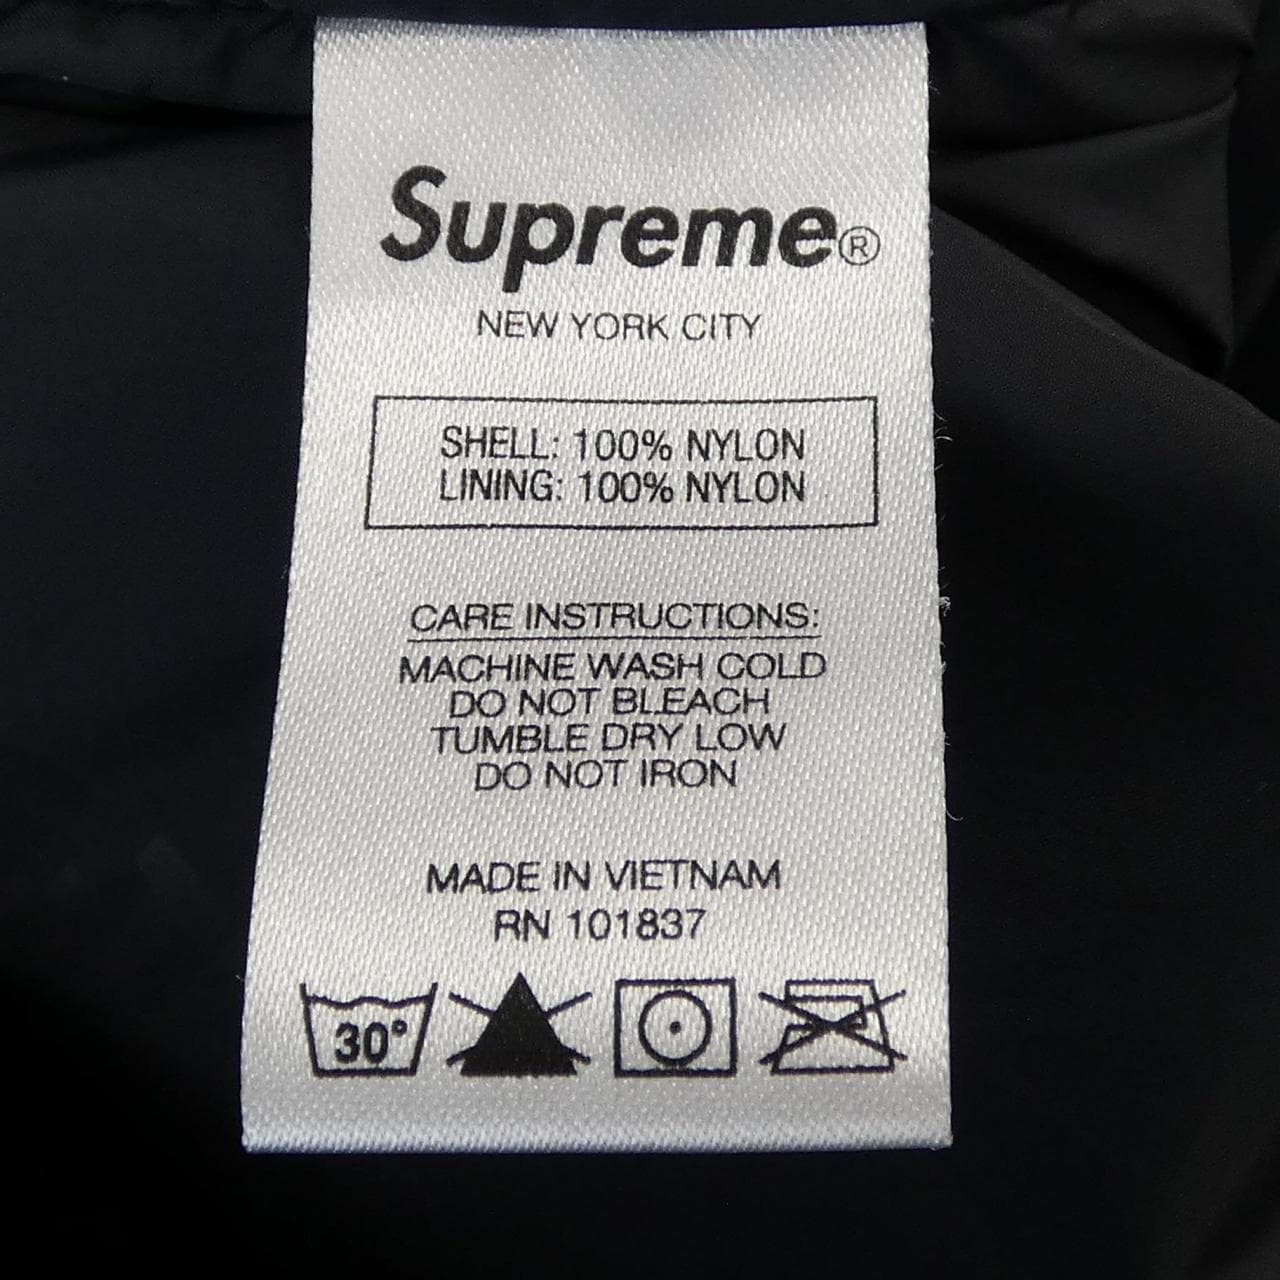 Supreme®
NEW YORK CITY
SHELL: 100% NYLON
LINING: 100% NYLON
CARE INSTRUCTIONS:
MACHINE WASH COLD
DO NOT BLEACH
TUMBLE DRY LOW
DO NOT IRON
MADE IN VIETNAM
RN 101837
30°